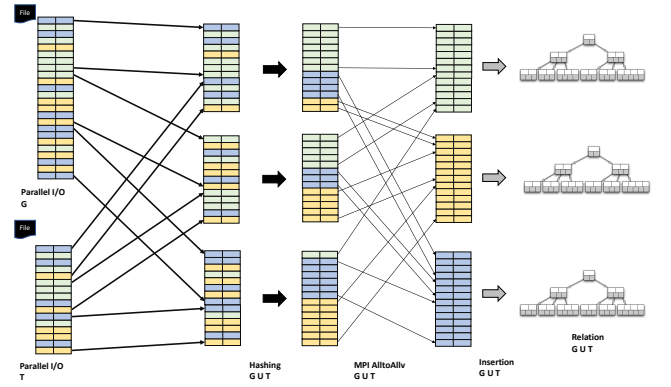 File
Parallel I/O
G
File
Parallel I/O
T
Hashing
G U T
MPI AlltoAllv
G U T
Insertion
G U T
Relation
G U T